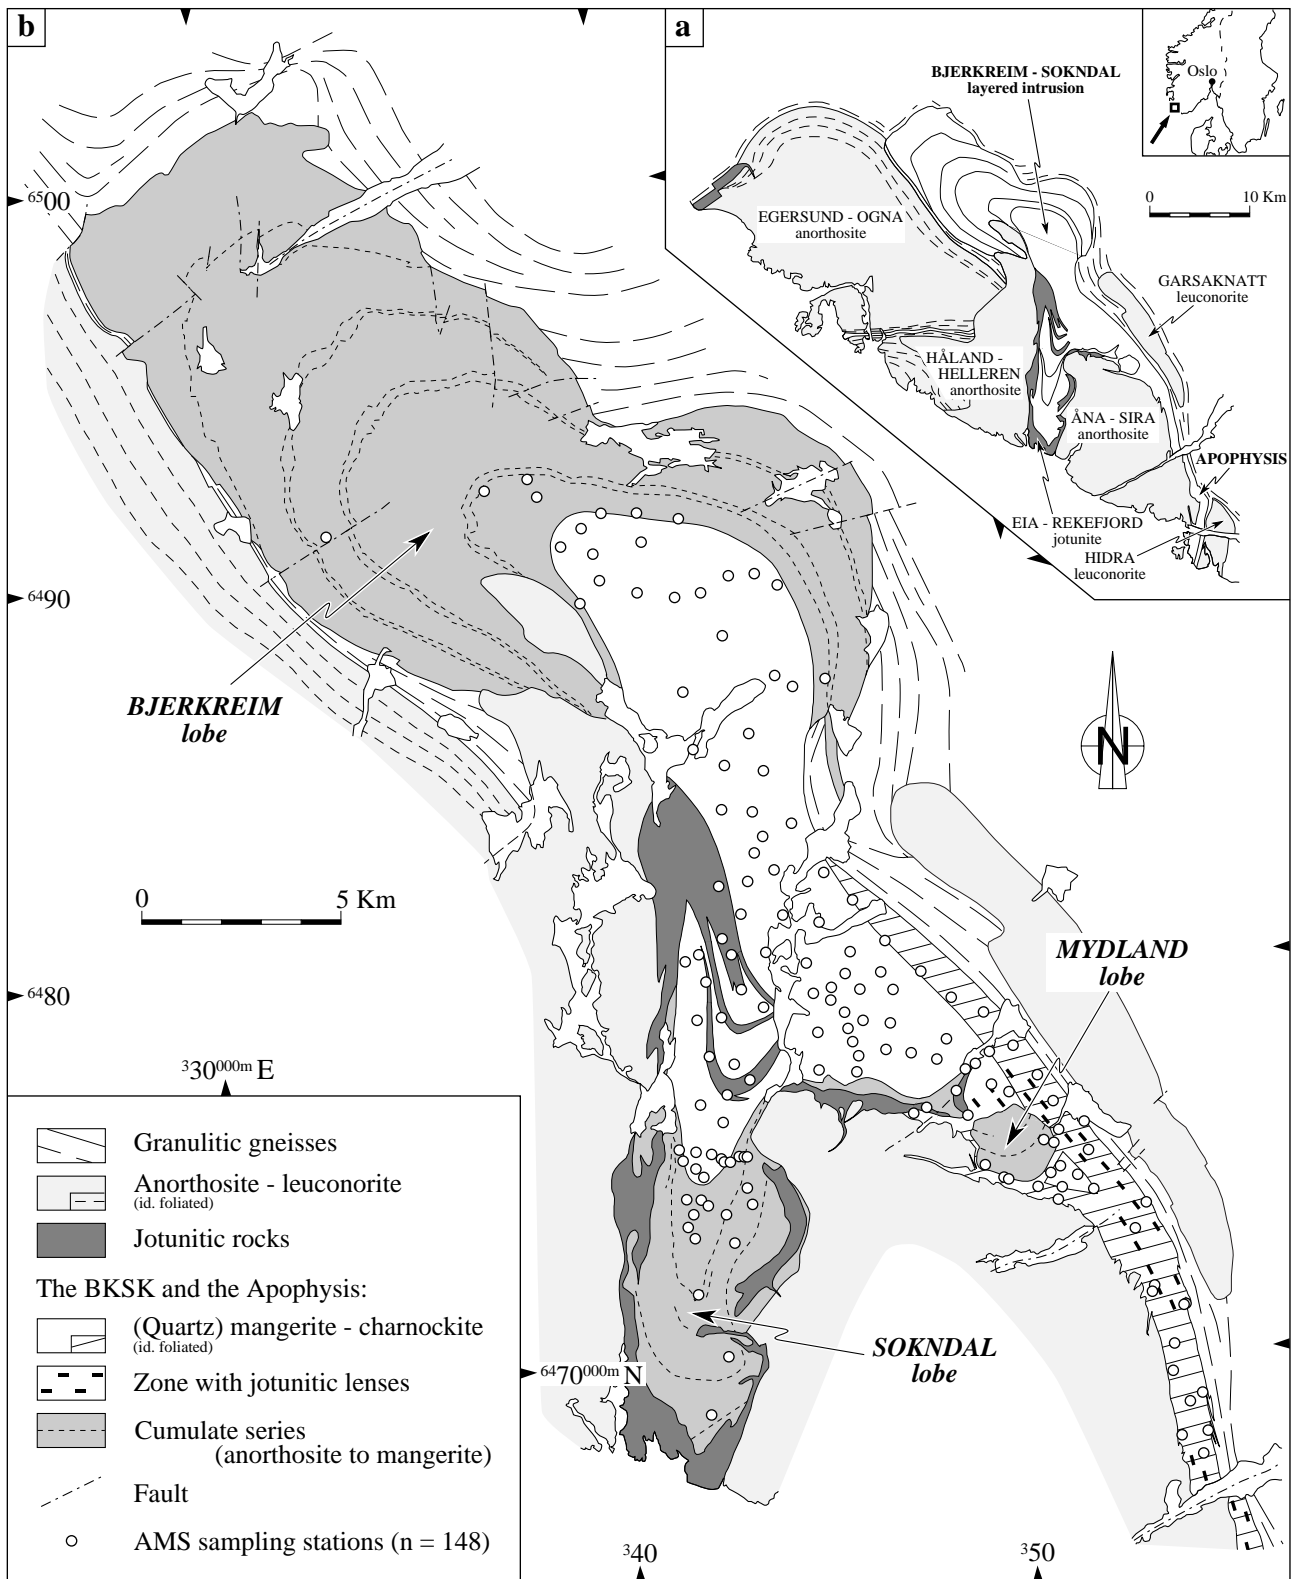 b
a
Oslo
BJERKREIM - SOKNDAL
layered intrusion
0 10 Km
EGERSUND - OGNA
anorthosite
GARSAKNATT
leuconorite
HÅLAND -
HELLEREN
anorthosite
ÅNA - SIRA
anorthosite
APOPHYSIS
EIA - REKEFJORD
jotunite
HIDRA
leuconorite
6500
6490
BJERKREIM
lobe
N
0 5 Km
MYDLAND
lobe
6480
330000m E
SOKNDAL
lobe
6470000m N
Granulitic gneisses
Anorthosite - leuconorite
(id. foliated)
Jotunitic rocks
The BKSK and the Apophysis:
(Quartz) mangerite - charnockite
(id. foliated)
Zone with jotunitic lenses
Cumulate series
(anorthosite to mangerite)
Fault
AMS sampling stations (n = 148)
340
350